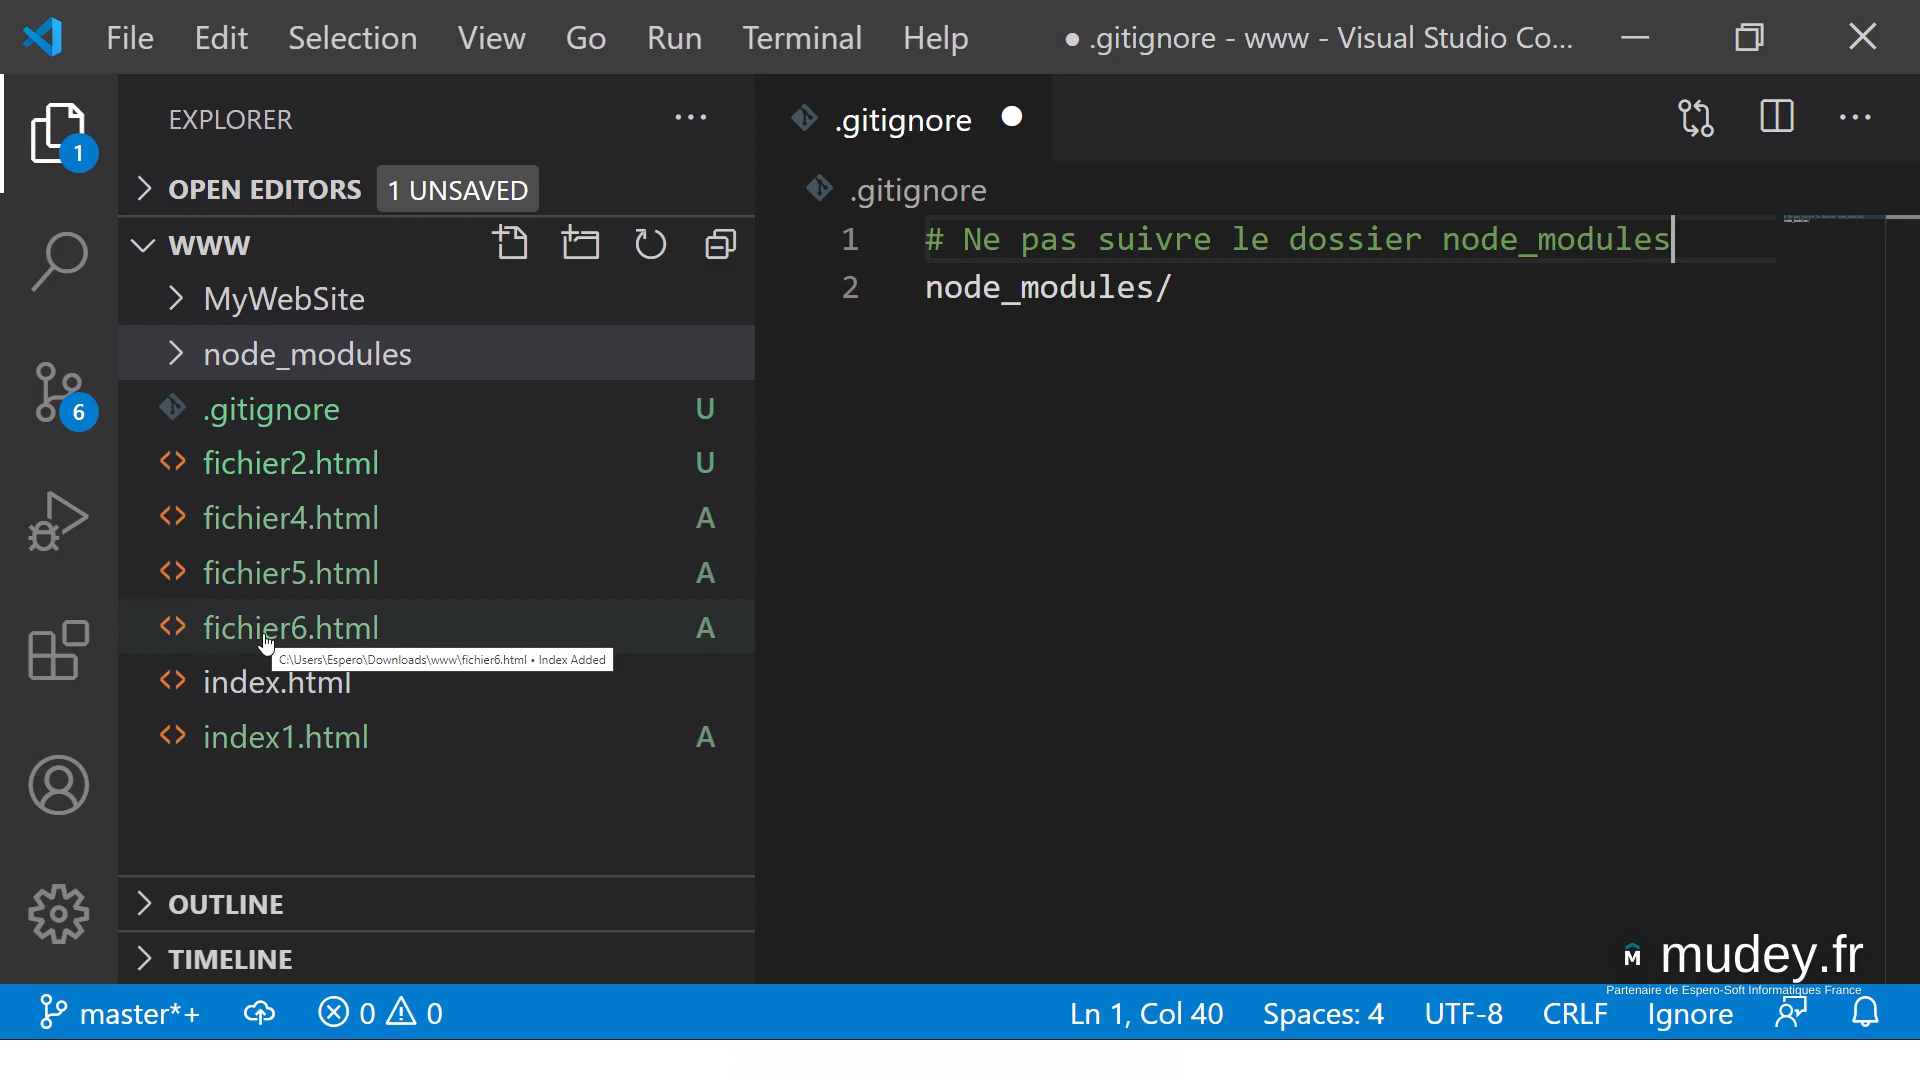 File Edit Selection View Go Run Terminal Help ● .gitignore - www - Visual Studio Co...
EXPLORER ...
OPEN EDITORS 1 UNSAVED
WWW
MyWebSite
node_modules
.gitignore U
fichier2.html U
fichier4.html A
fichier5.html A
fichier6.html A
C:\Users\Espero\Downloads\www\fichier6.html • Index Added
index.html
index1.html A
OUTLINE
TIMELINE
1
6
.gitignore ●
.gitignore
1 # Ne pas suivre le dossier node_modules
2 node_modules/
M mudey.fr
Partenaire de Espero-Soft Informatiques France
master*+ 0 0 Ln 1, Col 40 Spaces: 4 UTF-8 CRLF Ignore